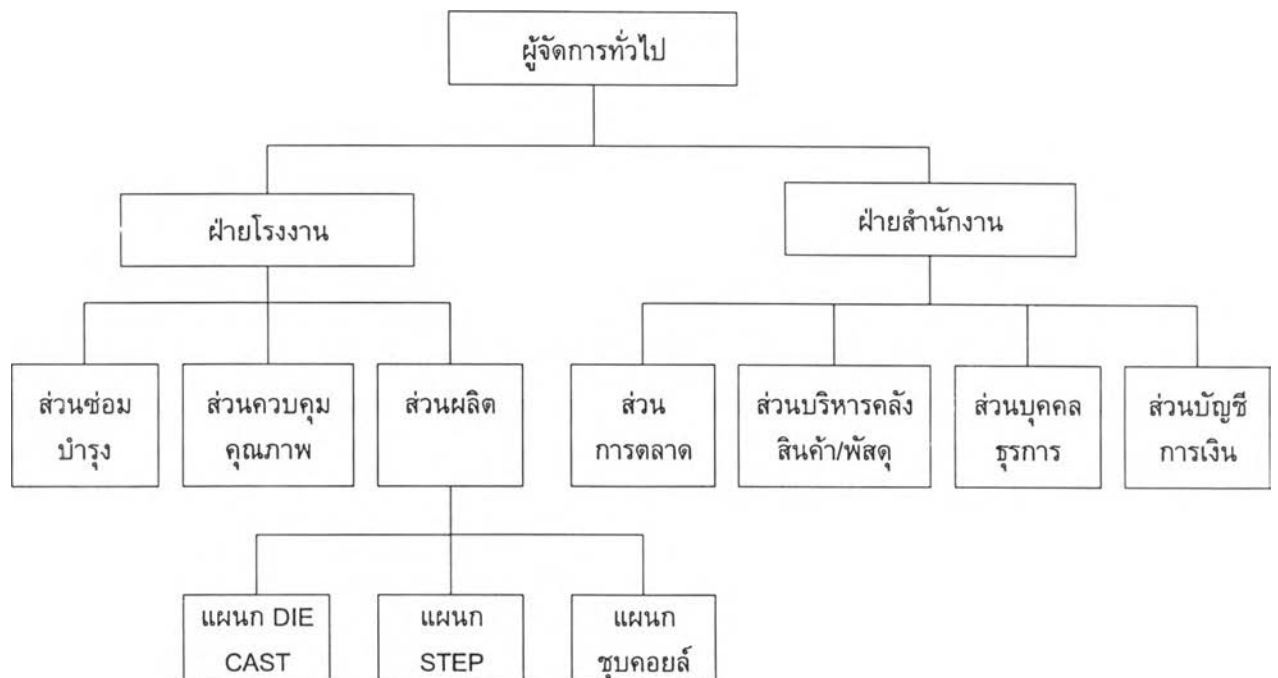 ผู้จัดการทั่วไป
ฝ่ายโรงงาน
ฝ่ายสำนักงาน
ส่วนซ่อม
บำรุง
ส่วนควบคุม
คุณภาพ
ส่วนผลิต
ส่วน
การตลาด
ส่วนบริหารคลัง
สินค้า/พัสดุ
ส่วนบุคคล
ธุรการ
ส่วนบัญชี
การเงิน
แผนก DIE
CAST
แผนก
STEP
แผนก
ชุบคอยล์